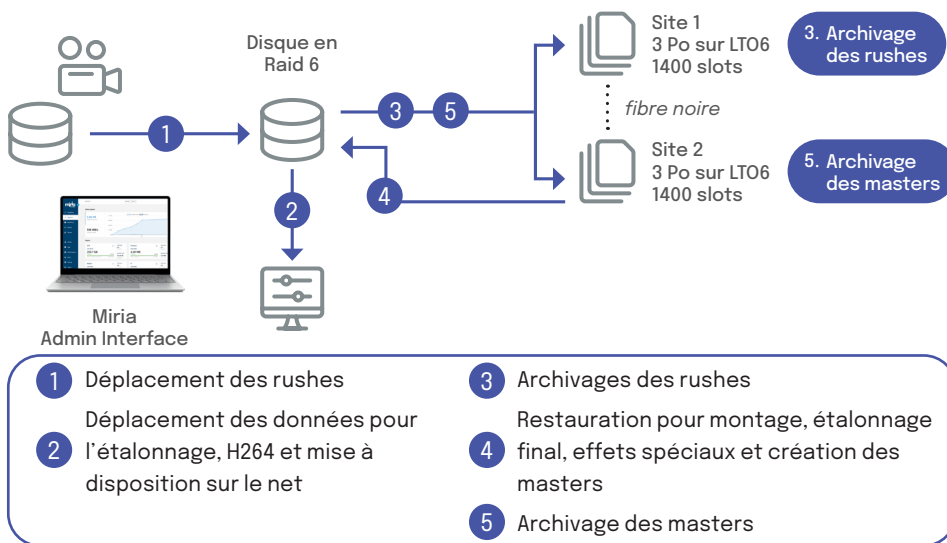 Disque en
Raid 6
Site 1
3 Po sur LTO6
1400 slots
3. Archivage
des rushes
fibre noire
Site 2
3 Po sur LTO6
1400 slots
5. Archivage
des masters
1
3
5
4
2
Miria
Admin Interface
1 Déplacement des rushes
2 Déplacement des données pour
l'étalonnage, H264 et mise à
disposition sur le net
3 Archivages des rushes
4 Restauration pour montage, étalonnage
final, effets spéciaux et création des
masters
5 Archivage des masters